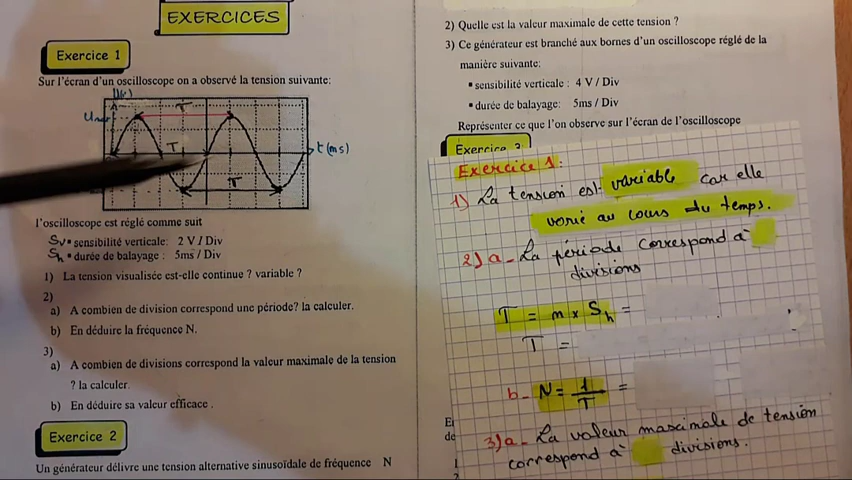 EXERCICES
Exercice 1
Sur l'écran d'un oscilloscope on a observé la tension suivante:
T
T
t(ms)
T
l'oscilloscope est réglé comme suit
Sv sensibilité verticale: 2 V / Div
Sh durée de balayage : 5ms / Div
1) La tension visualisée est-elle continue ? variable ?
2)
a) A combien de division correspond une période? la calculer.
b) En déduire la fréquence N.
3)
a) A combien de divisions correspond la valeur maximale de la tension
? la calculer.
b) En déduire sa valeur efficace .
Exercice 2
Un générateur délivre une tension alternative sinusoïdale de fréquence N
2) Quelle est la valeur maximale de cette tension ?
3) Ce générateur est branché aux bornes d'un oscilloscope réglé de la
manière suivante:
▪ sensibilité verticale : 4 V / Div
▪ durée de balayage : 5ms / Div
Représenter ce que l'on observe sur l'écran de l'oscilloscope
Exercice 3
Exercice 1:
1) La tension est variable car elle
varie au cours du temps.
2) a- La période correspond à
divisions
T = n x Sh =
T =
b- N = 1/T =
3) a- La valeur maximale de tension
correspond à divisions.